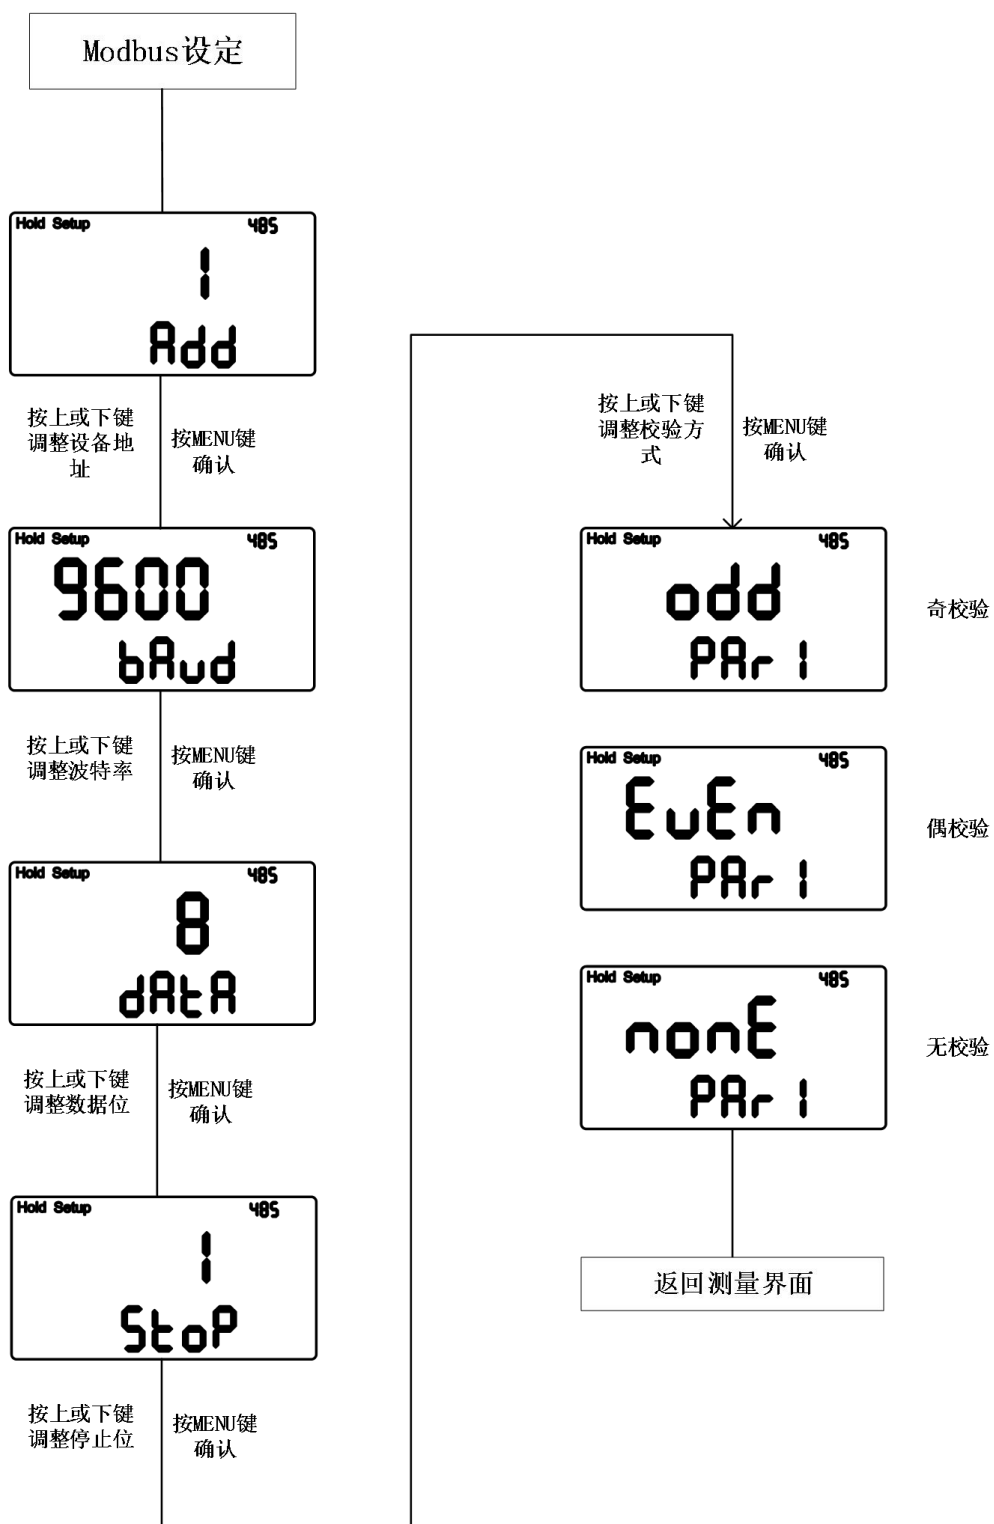 Modbus设定
Hold Setup 485
1
Add
按上或下键
调整设备地
址
按MENU键
确认
Hold Setup 485
9600
bAud
按上或下键
调整波特率
按MENU键
确认
Hold Setup 485
8
dAtA
按上或下键
调整数据位
按MENU键
确认
Hold Setup 485
1
StoP
按上或下键
调整停止位
按MENU键
确认
按上或下键
调整校验方
式
按MENU键
确认
Hold Setup 485
odd
PAr1
奇校验
Hold Setup 485
EvEn
PAr1
偶校验
Hold Setup 485
nonE
PAr1
无校验
返回测量界面